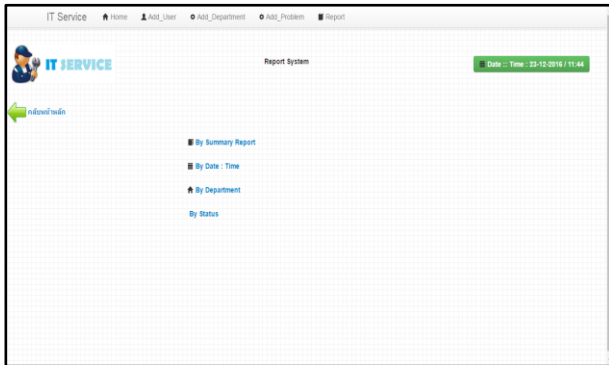 IT Service Home Add_User Add_Department Add_Problem Report
IT SERVICE
Report System
Date :: Time : 23-12-2016 / 11:44
กลับหน้าหลัก
By Summary Report
By Date : Time
By Department
By Status